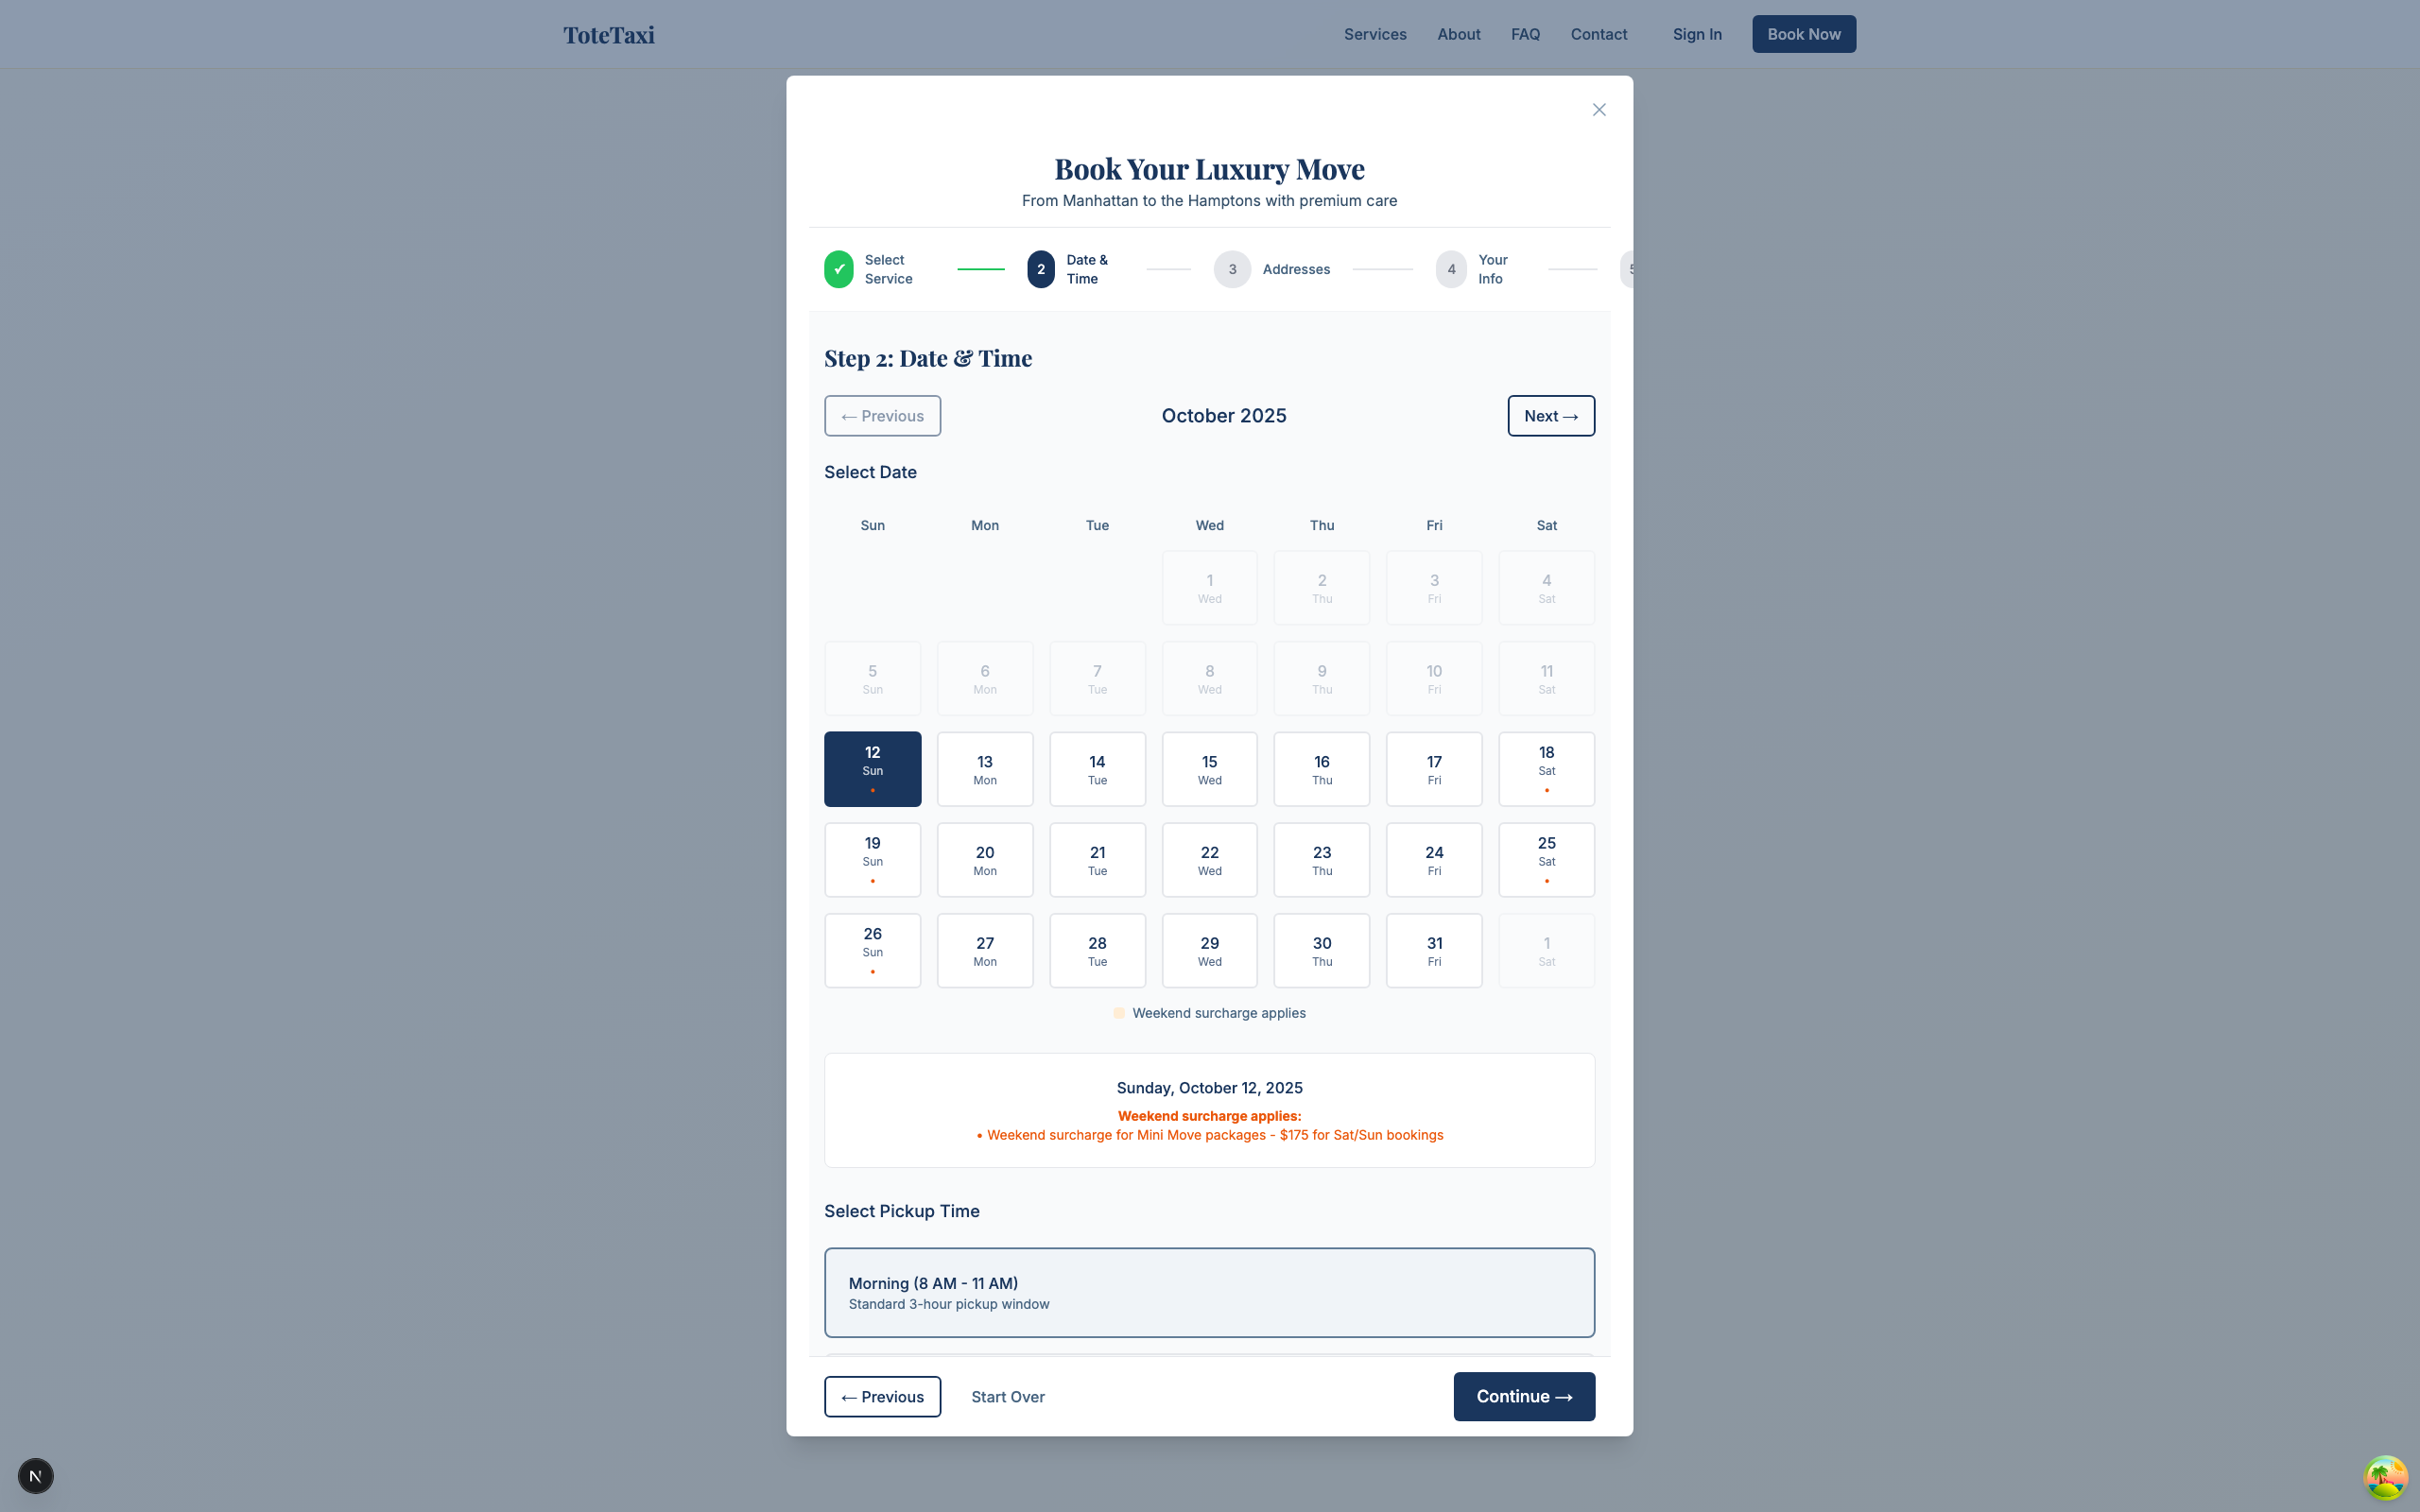 ToteTaxi
Services About FAQ Contact Sign In Book Now
Book Your Luxury Move
From Manhattan to the Hamptons with premium care
✓ Select Service
2 Date & Time
3 Addresses
4 Your Info
5
Step 2: Date & Time
← Previous October 2025 Next →
Select Date
Sun Mon Tue Wed Thu Fri Sat
1 2 3 4
Wed Thu Fri Sat
5 6 7 8 9 10 11
Sun Mon Tue Wed Thu Fri Sat
12 13 14 15 16 17 18
Sun Mon Tue Wed Thu Fri Sat
19 20 21 22 23 24 25
Sun Mon Tue Wed Thu Fri Sat
26 27 28 29 30 31 1
Sun Mon Tue Wed Thu Fri Sat
Weekend surcharge applies
Sunday, October 12, 2025
Weekend surcharge applies:
• Weekend surcharge for Mini Move packages - $175 for Sat/Sun bookings
Select Pickup Time
Morning (8 AM - 11 AM)
Standard 3-hour pickup window
← Previous Start Over Continue →
N